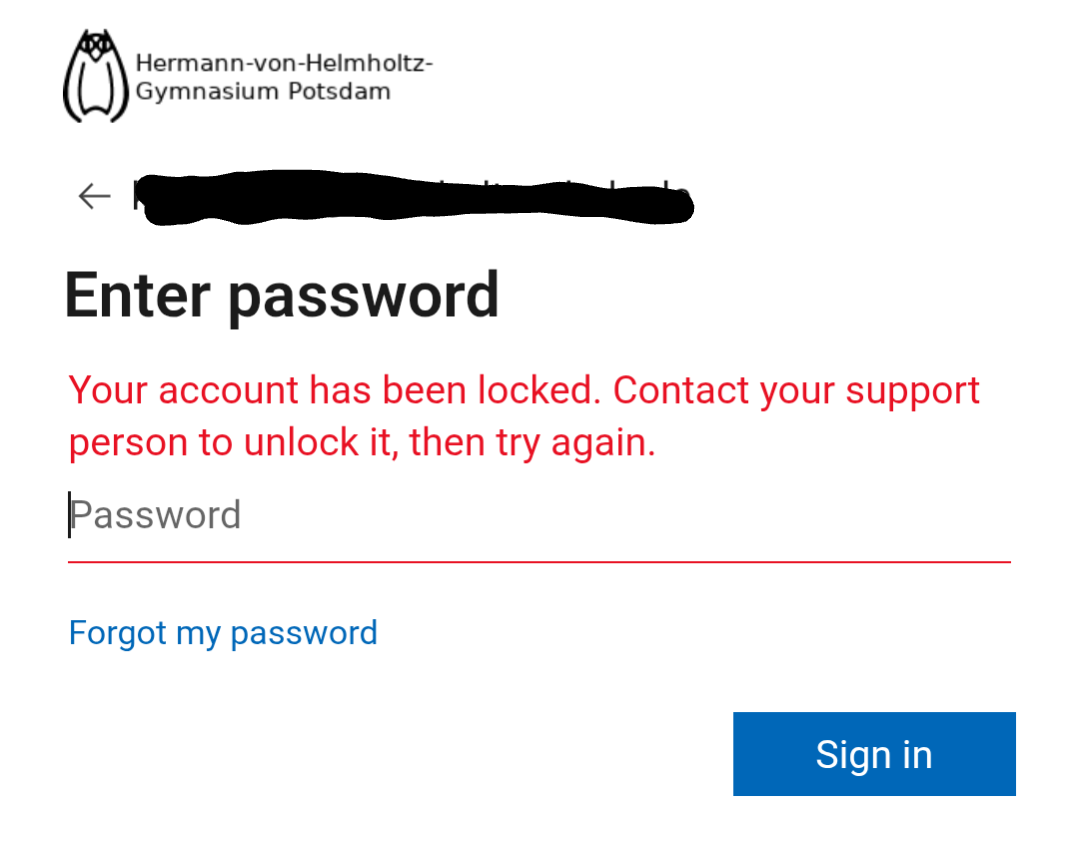 Hermann-von-Helmholtz-
Gymnasium Potsdam
Enter password
Your account has been locked. Contact your support
person to unlock it, then try again.
Password
Forgot my password
Sign in